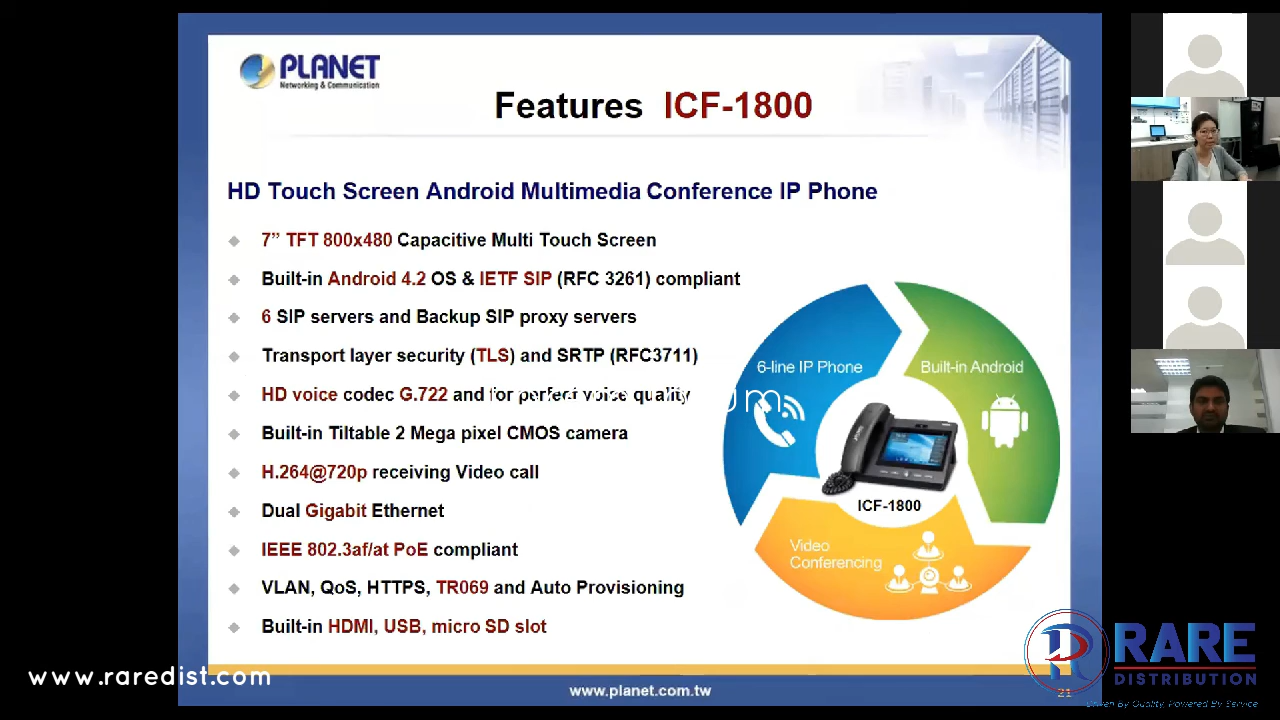 PLANET
Networking & Communication
Features ICF-1800
HD Touch Screen Android Multimedia Conference IP Phone
7” TFT 800x480 Capacitive Multi Touch Screen
Built-in Android 4.2 OS & IETF SIP (RFC 3261) compliant
6 SIP servers and Backup SIP proxy servers
Transport layer security (TLS) and SRTP (RFC3711)
HD voice codec G.722 and for perfect voice quality
Built-in Tiltable 2 Mega pixel CMOS camera
H.264@720p receiving Video call
Dual Gigabit Ethernet
IEEE 802.3af/at PoE compliant
VLAN, QoS, HTTPS, TR069 and Auto Provisioning
Built-in HDMI, USB, micro SD slot
6-line IP Phone
Built-in Android
ICF-1800
Video
Conferencing
www.raredist.com
www.planet.com.tw
21
RARE
DISTRIBUTION
Driven By Quality, Powered By Service